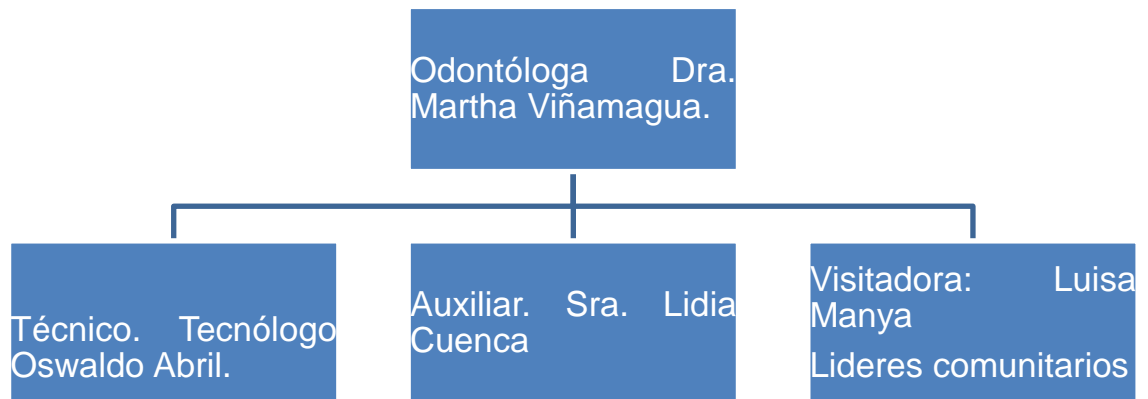 Odontóloga Dra.
Martha Viñamagua.
Técnico. Tecnólogo
Oswaldo Abril.
Auxiliar. Sra. Lidia
Cuenca
Visitadora: Luisa
Manya
Lideres comunitarios